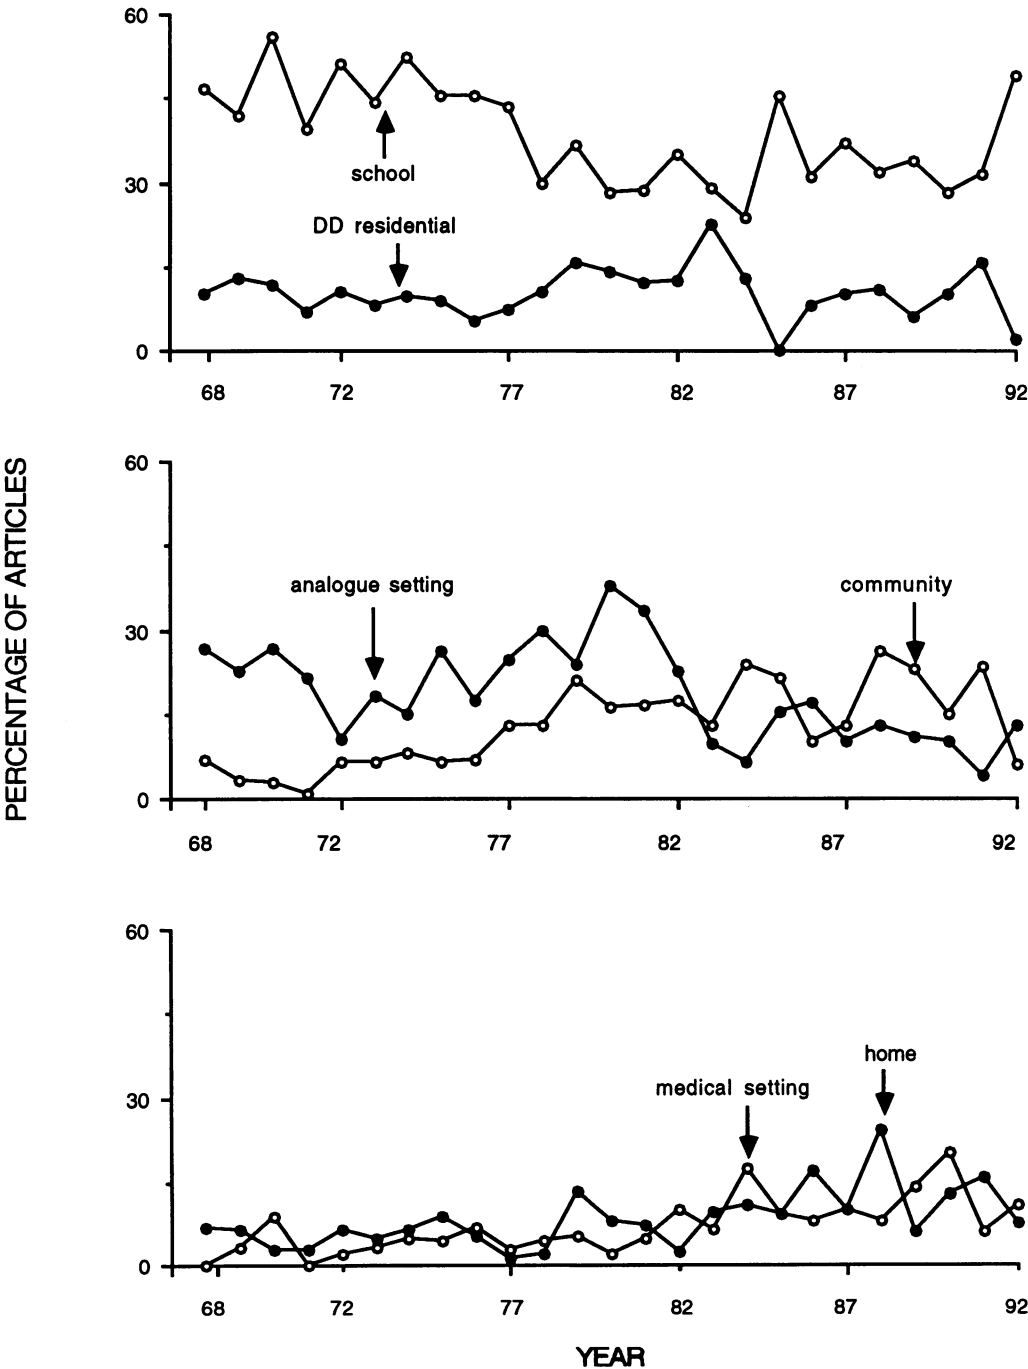 60
school
30
DD residential
0
68 72 77 82 87 92
PERCENTAGE OF ARTICLES
60
analogue setting community
30
0
68 72 77 82 87 92
60
home
medical setting
30
0
68 72 77 82 87 92
YEAR